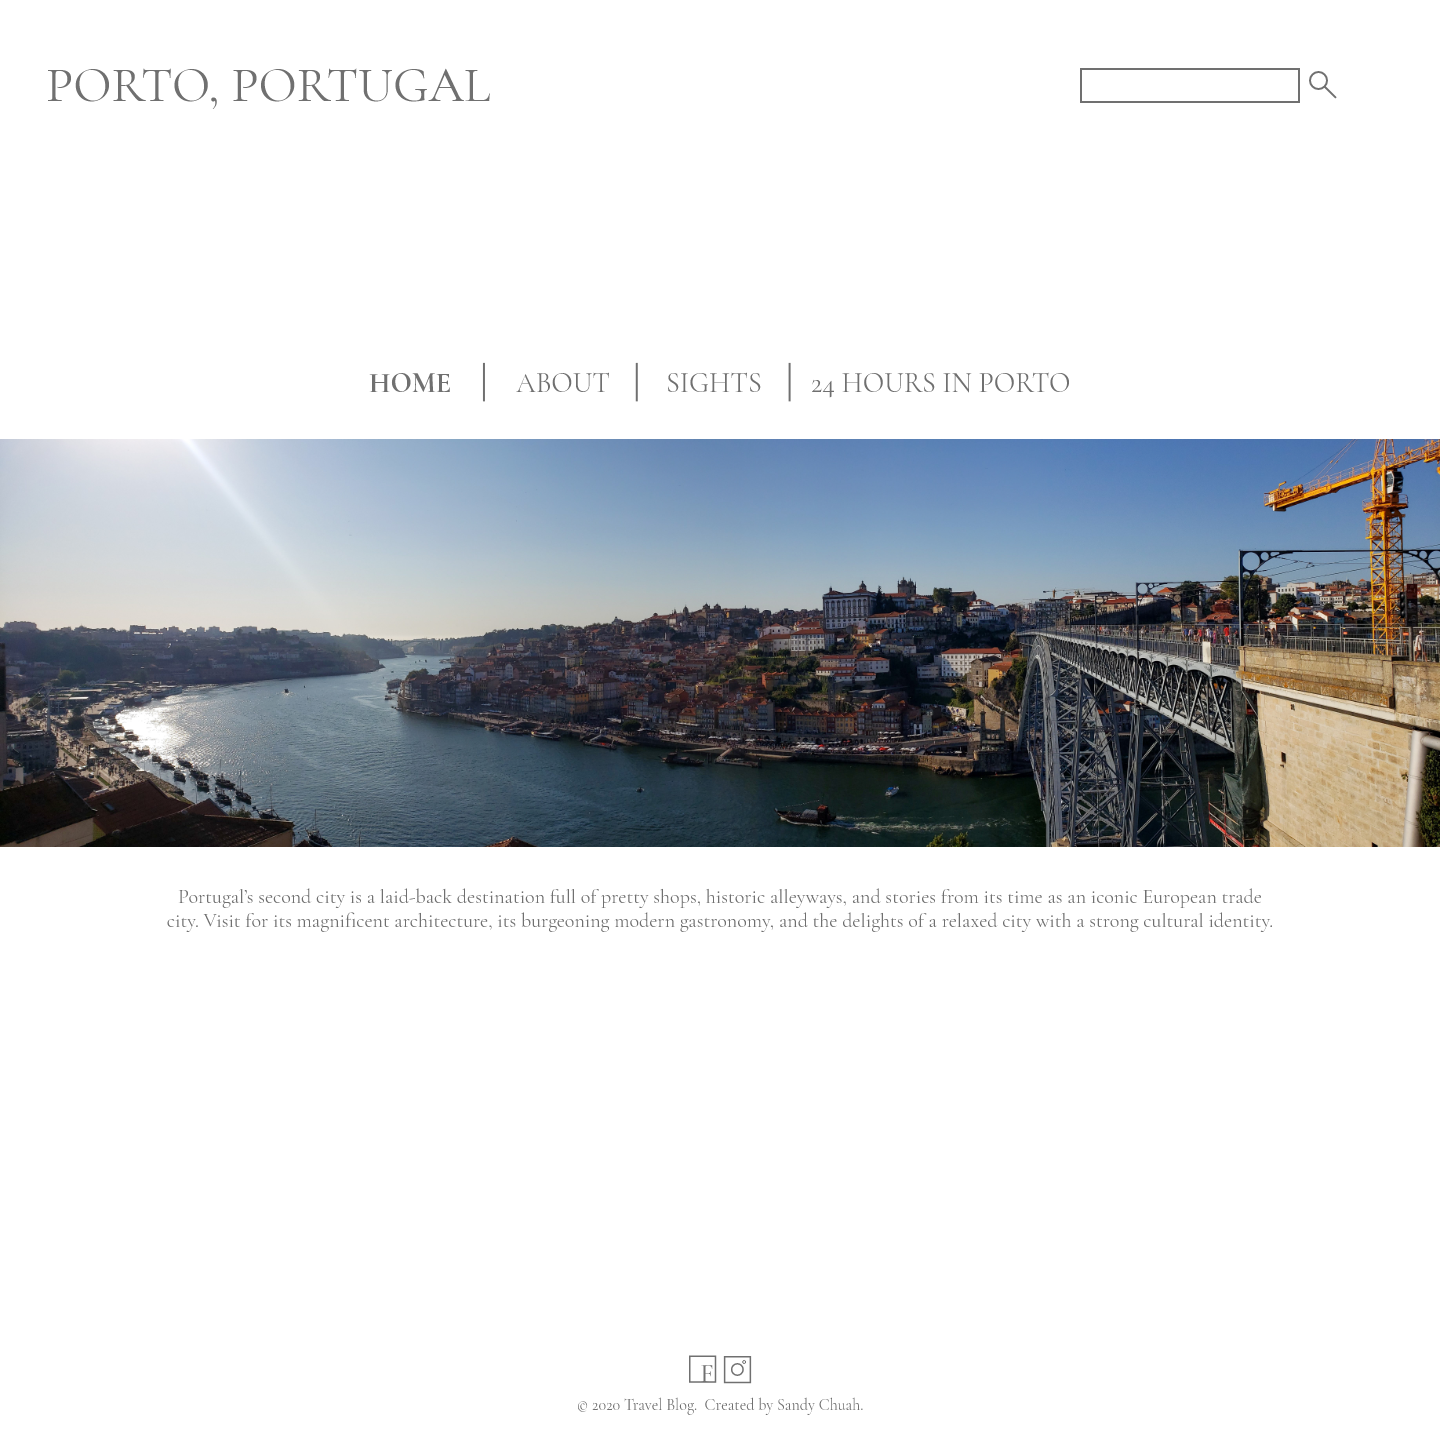 PORTO, PORTUGAL
HOME | ABOUT | SIGHTS | 24 HOURS IN PORTO
Portugal’s second city is a laid-back destination full of pretty shops, historic alleyways, and stories from its time as an iconic European trade
city. Visit for its magnificent architecture, its burgeoning modern gastronomy, and the delights of a relaxed city with a strong cultural identity.
F
© 2020 Travel Blog. Created by Sandy Chuah.